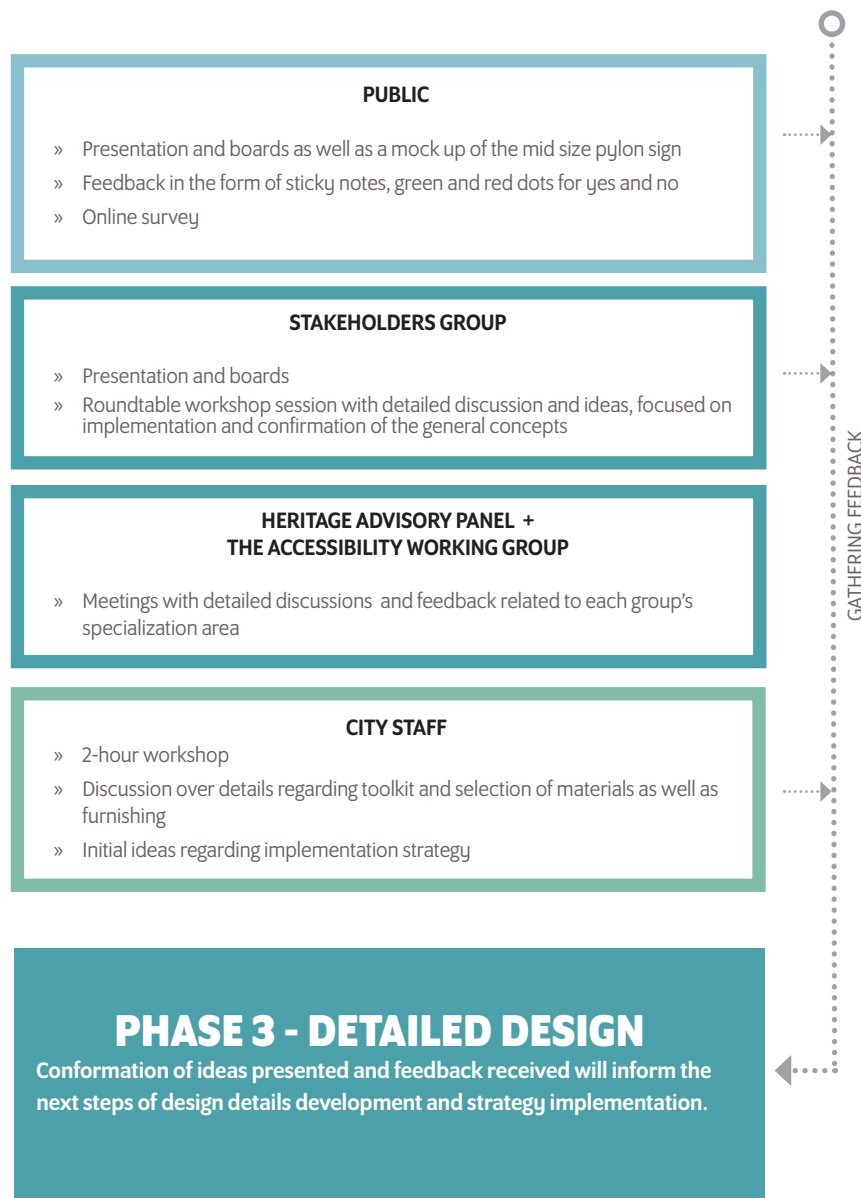 PUBLIC
» Presentation and boards as well as a mock up of the mid size pylon sign
» Feedback in the form of sticky notes, green and red dots for yes and no
» Online survey
STAKEHOLDERS GROUP
» Presentation and boards
» Roundtable workshop session with detailed discussion and ideas, focused on
implementation and confirmation of the general concepts
HERITAGE ADVISORY PANEL +
THE ACCESSIBILITY WORKING GROUP
» Meetings with detailed discussions and feedback related to each group's
specialization area
CITY STAFF
» 2-hour workshop
» Discussion over details regarding toolkit and selection of materials as well as
furnishing
» Initial ideas regarding implementation strategy
GATHERING FEEDBACK
PHASE 3 - DETAILED DESIGN
Conformation of ideas presented and feedback received will inform the
next steps of design details development and strategy implementation.